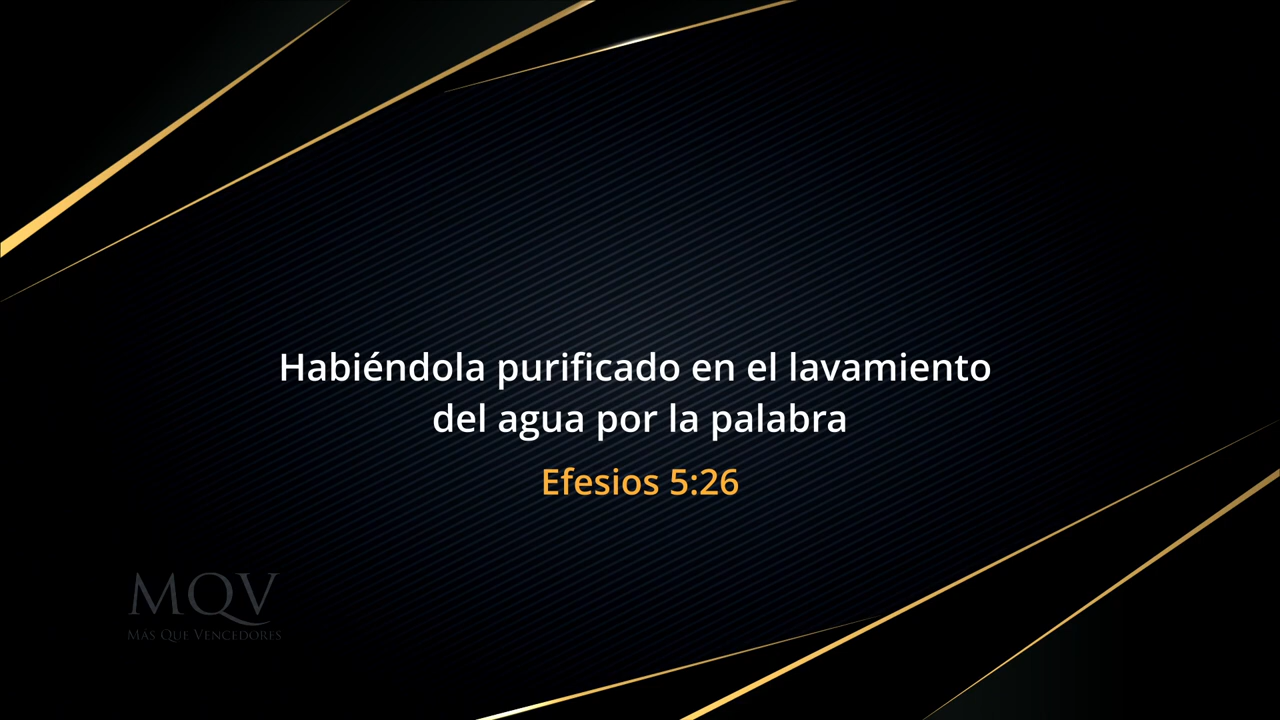 Habiéndola purificado en el lavamiento
del agua por la palabra
Efesios 5:26
MQV
Más Que Vencedores